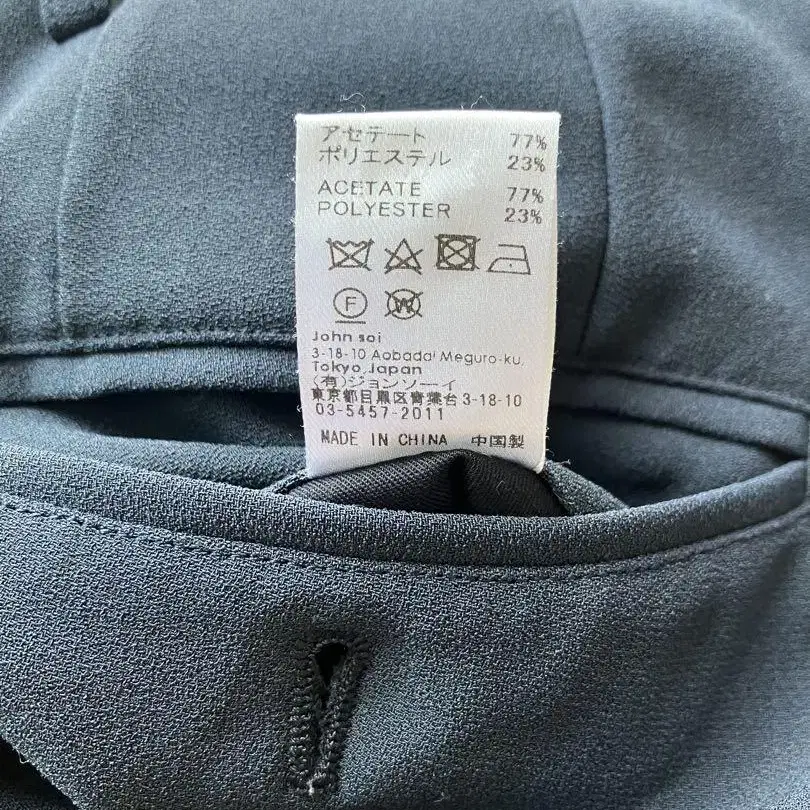 アセテート 77%
ポリエステル 23%
ACETATE 77%
POLYESTER 23%
F W
John soi
3-18-10 Aobadai Meguro-ku,
Tokyo,Japan
(有)ジョンソーイ
東京都目黒区青葉台3-18-10
03-5457-2011
MADE IN CHINA 中国製